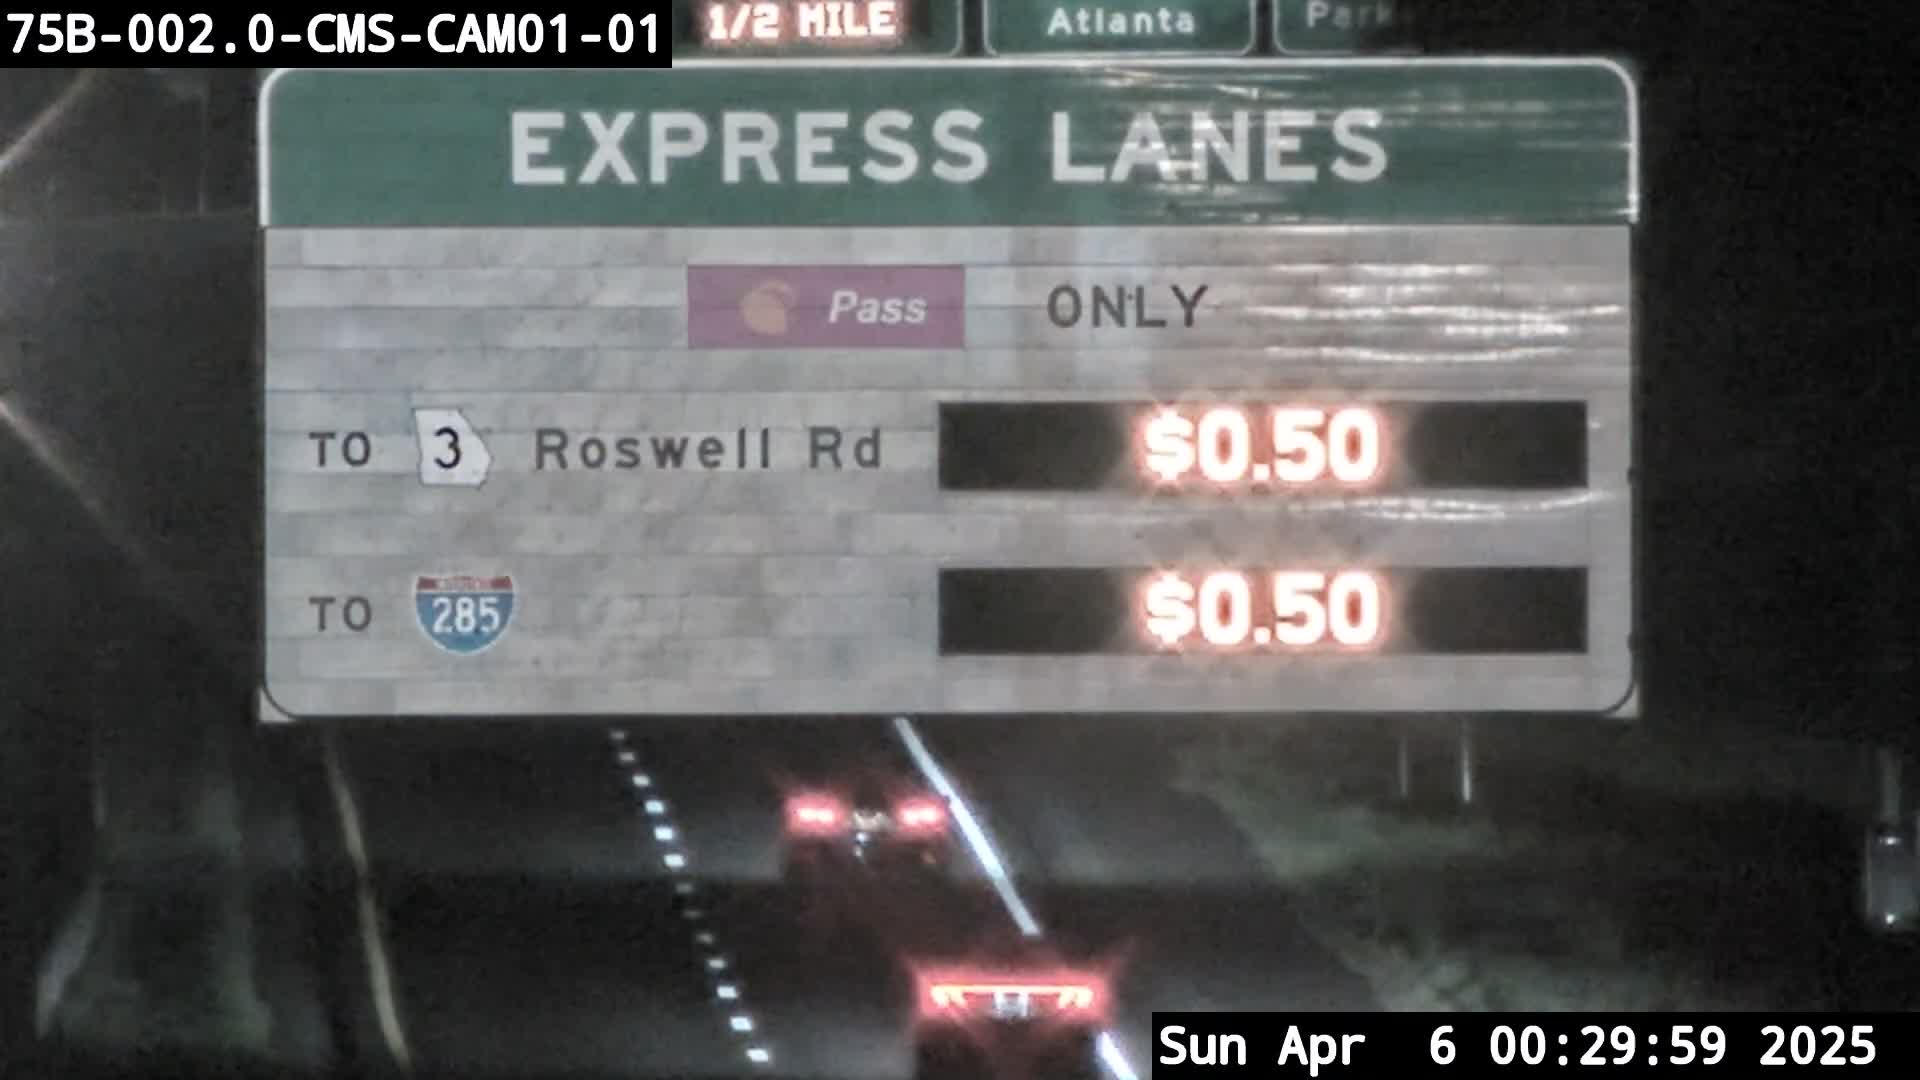 75B-002.0-CMS-CAM01-01
1/2 MILE
Atlanta
EXPRESS LANES
Pass ONLY
TO 3 Roswell Rd $0.50
TO 285 $0.50
Sun Apr 6 00:29:59 2025